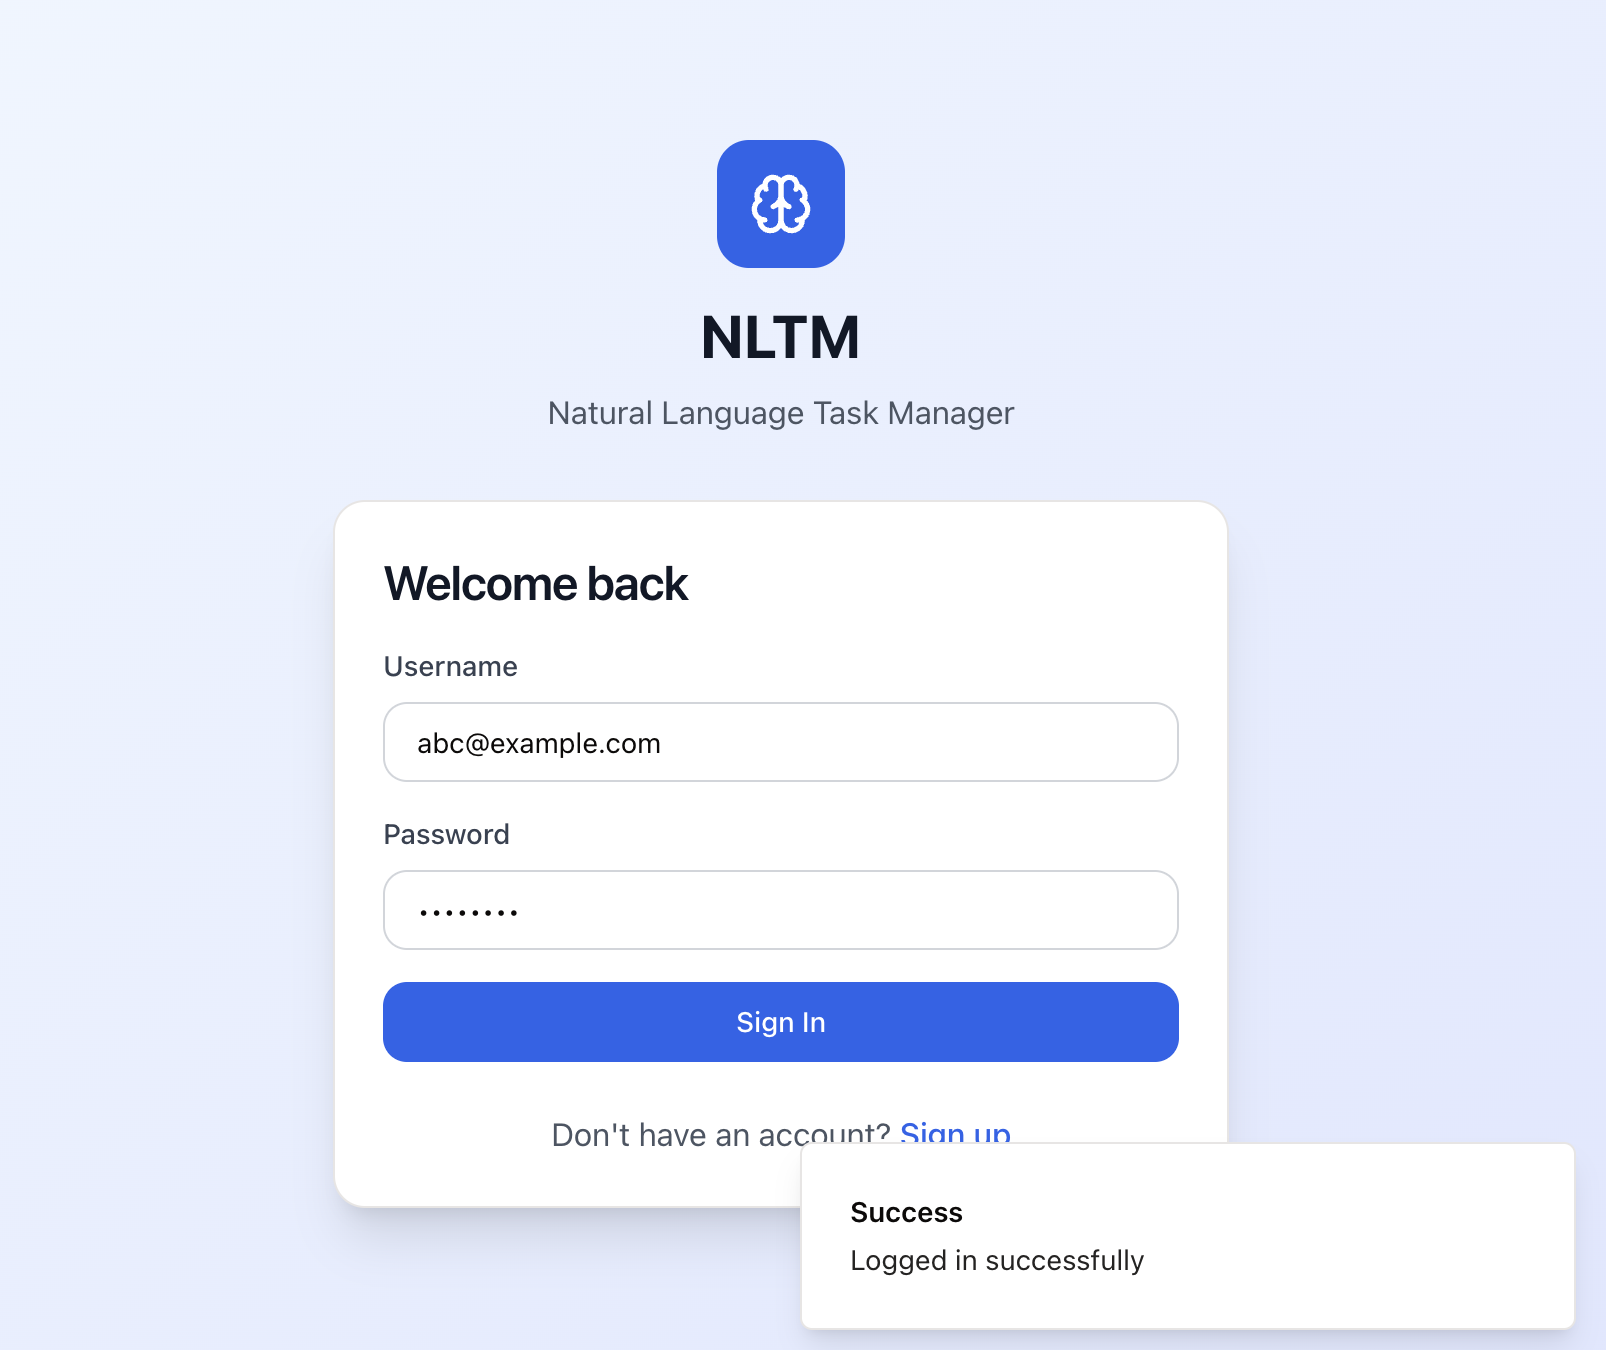 NLTM
Natural Language Task Manager
Welcome back
Username
abc@example.com
Password
••••••••
Sign In
Don't have an account? Sign up
Success
Logged in successfully